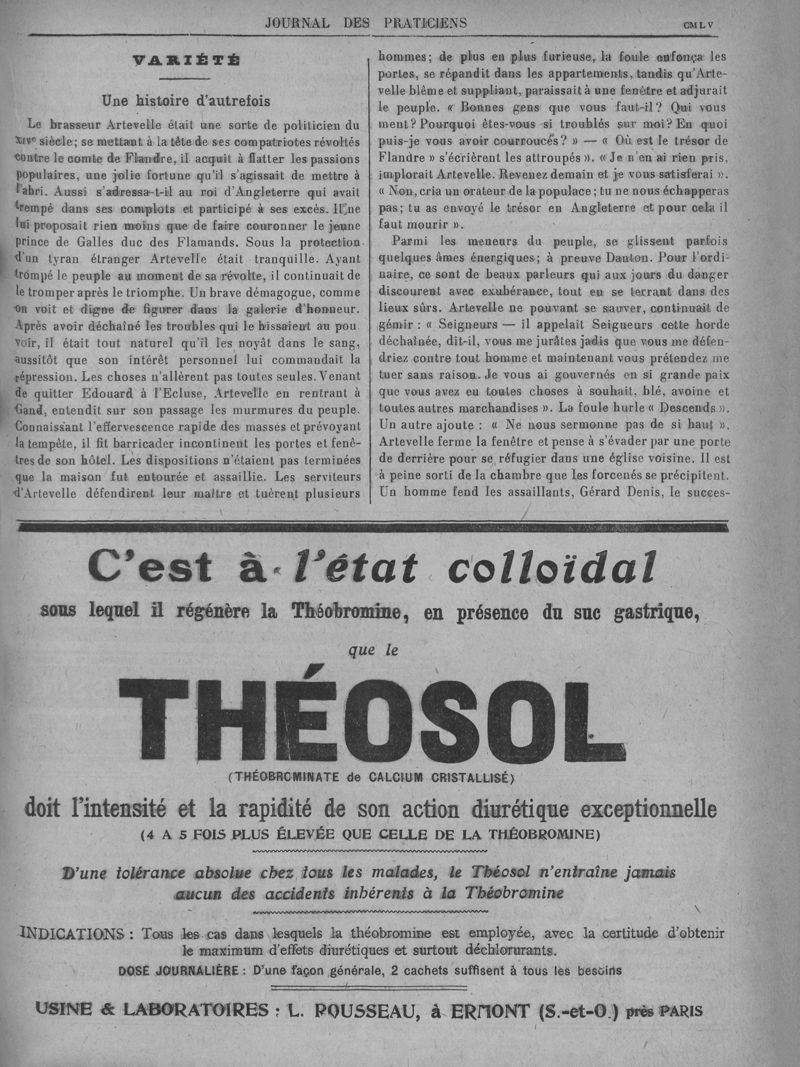 JOURNAL DES PRATICIENS
CMLV
VARIÉTÉ
Une histoire d'autrefois
Le brasseur Artevelle était une sorte de politicien du
XIVe siècle; se mettant à la tête de ses compatriotes révoltés
contre le comte de Flandre, il acquit à flatter les passions
populaires, une jolie fortune qu'il s'agissait de mettre à
l'abri. Aussi s'adressa-t-il au roi d'Angleterre qui avait
trempé dans ses complots et participé à ses excès. Il ne
lui proposait rien moins que de faire couronner le jeune
prince de Galles duc des Flamands. Sous la protection
d'un tyran étranger Artevelle était tranquille. Ayant
trompé le peuple au moment de sa révolte, il continuait de
le tromper après le triomphe. Un brave démagogue, comme
on voit et digne de figurer dans la galerie d'honneur.
Après avoir déchaîné les troubles qui le hissaient au pou
voir, il était tout naturel qu'il les noyât dans le sang,
aussitôt que son intérêt personnel lui commandait la
répression. Les choses n'allèrent pas toutes seules. Venant
de quitter Edouard à l'Ecluse, Artevelle en rentrant à
Gand, entendit sur son passage les murmures du peuple.
Connaissant l'effervescence rapide des masses et prévoyant
la tempête, il fit barricader incontinent les portes et fenê-
tres de son hôtel. Les dispositions n'étaient pas terminées
que la maison fut entourée et assaillie. Les serviteurs
d'Artevelle défendirent leur maître et tuèrent plusieurs
hommes; de plus en plus furieuse, la foule enfonça les
portes, se répandit dans les appartements, tandis qu'Arte-
velle blême et suppliant, paraissait à une fenêtre et adjurait
le peuple. « Bonnes gens que vous faut-il? Qui vous
ment? Pourquoi êtes-vous si troublés sur moi? En quoi
puis-je vous avoir courroucés? » — « Où est le trésor de
Flandre » s'écrièrent les attroupés ». « Je n'en ai rien pris,
implorait Artevelle. Revenez demain et je vous satisferai ».
« Non, cria un orateur de la populace; tu ne nous échapperas
pas; tu as envoyé le trésor en Angleterre et pour cela il
faut mourir ».
Parmi les meneurs du peuple, se glissent parfois
quelques âmes énergiques; à preuve Danton. Pour l'ordi-
naire, ce sont de beaux parleurs qui aux jours du danger
discourent avec exubérance, tout en se terrant dans des
lieux sûrs. Artevelle ne pouvant se sauver, continuait de
gémir : « Seigneurs — il appelait Seigneurs cette horde
déchaînée, dit-il, vous me jurâtes jadis que vous me défen-
driez contre tout homme et maintenant vous prétendez me
tuer sans raison. Je vous ai gouvernés en si grande paix
que vous avez eu toutes choses à souhait, blé, avoine et
toutes autres marchandises ». La foule hurle « Descends ».
Un autre ajoute : « Ne nous sermonne pas de si haut ».
Artevelle ferme la fenêtre et pense à s'évader par une porte
de derrière pour se réfugier dans une église voisine. Il est
à peine sorti de la chambre que les forcenés se précipitent.
Un homme fend les assaillants, Gérard Denis, le succes-
C'est à l'état colloïdal
sous lequel il régénère la Théobromine, en présence du suc gastrique,
que le
THÉOSOL
(THÉOBROMINATE de CALCIUM CRISTALLISÉ)
doit l'intensité et la rapidité de son action diurétique exceptionnelle
(4 A 5 FOIS PLUS ÉLEVÉE QUE CELLE DE LA THÉOBROMINE)
D'une tolérance absolue chez tous les malades, le Théosol n'entraîne jamais
aucun des accidents inhérents à la Théobromine
INDICATIONS : Tous les cas dans lesquels la théobromine est employée, avec la certitude d'obtenir
le maximum d'effets diurétiques et surtout déchlorurants.
DOSE JOURNALIÈRE : D'une façon générale, 2 cachets suffisent à tous les besoins
USINE & LABORATOIRES : L. ROUSSEAU, à ERMONT (S.-et-O.) près PARIS